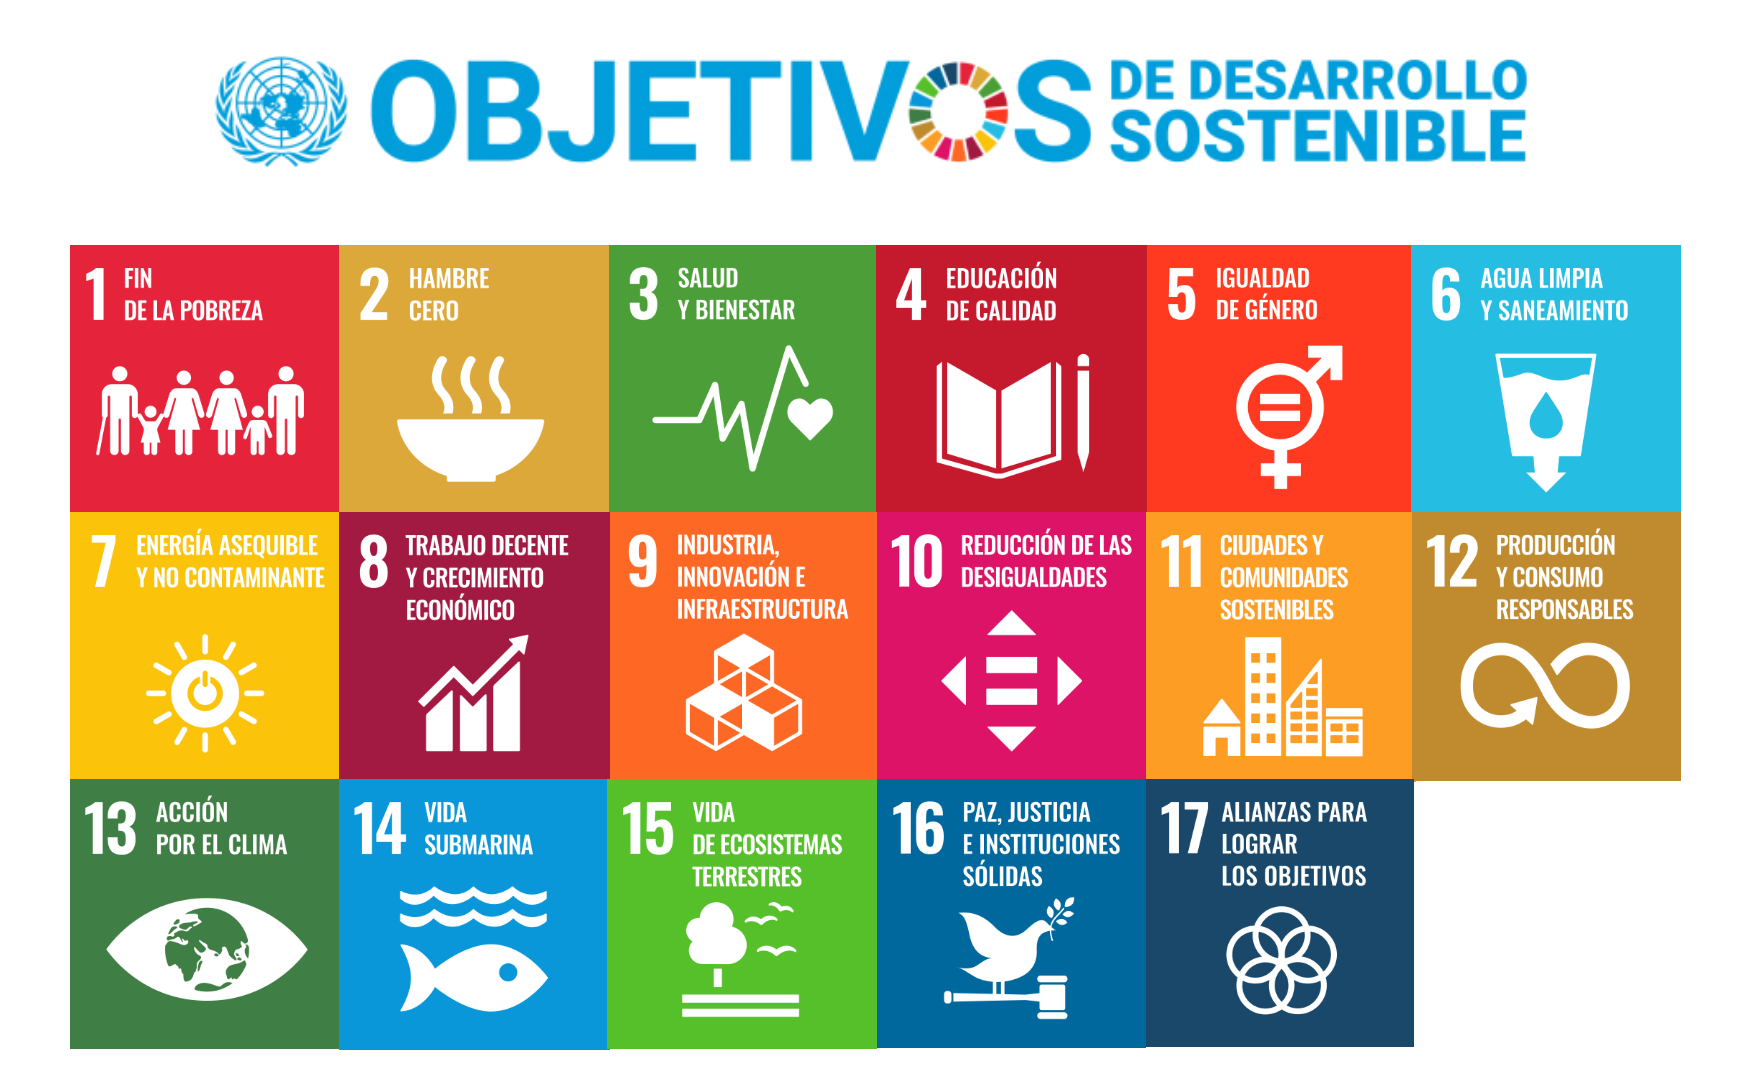 OBJETIVOS
DE DESARROLLO
SOSTENIBLE
1 FIN
DE LA POBREZA
2 HAMBRE
CERO
3 SALUD
Y BIENESTAR
4 EDUCACIÓN
DE CALIDAD
5 IGUALDAD
DE GÉNERO
6 AGUA LIMPIA
Y SANEAMIENTO
7 ENERGÍA ASEQUIBLE
Y NO CONTAMINANTE
8 TRABAJO DECENTE
Y CRECIMIENTO
ECONÓMICO
9 INDUSTRIA,
INNOVACIÓN E
INFRAESTRUCTURA
10 REDUCCIÓN DE LAS
DESIGUALDADES
11 CIUDADES Y
COMUNIDADES
SOSTENIBLES
12 PRODUCCIÓN
Y CONSUMO
RESPONSABLES
13 ACCIÓN
POR EL CLIMA
14 VIDA
SUBMARINA
15 VIDA
DE ECOSISTEMAS
TERRESTRES
16 PAZ, JUSTICIA
E INSTITUCIONES
SÓLIDAS
17 ALIANZAS PARA
LOGRAR
LOS OBJETIVOS